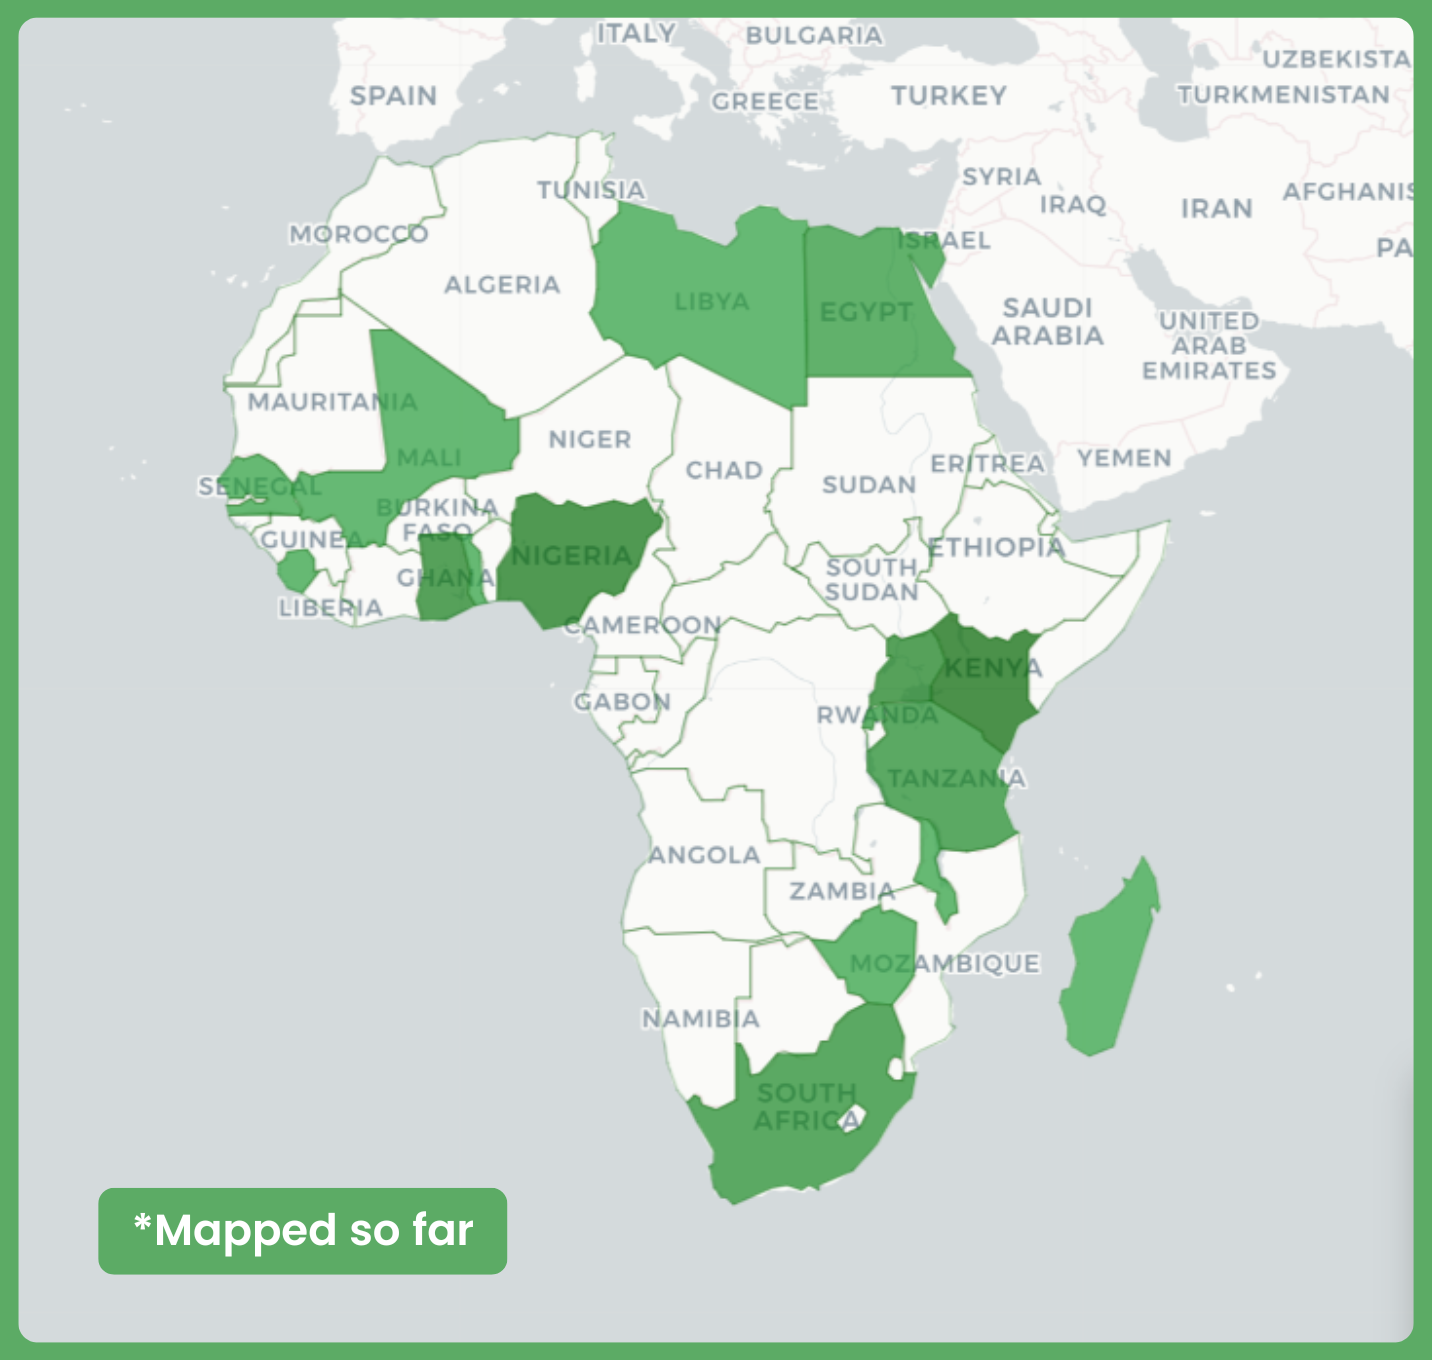 ITALY
BULGARIA
UZBEKISTA
SPAIN
GREECE
TURKEY
TURKMENISTAN
TUNISIA
SYRIA
IRAQ
IRAN
AFGHANIS
MOROCCO
ISRAEL
PA
ALGERIA
LIBYA
EGYPT
SAUDI
ARABIA
UNITED
ARAB
EMIRATES
MAURITANIA
NIGER
MALI
CHAD
SUDAN
ERITREA
YEMEN
SENEGAL
BURKINA
FASO
GUINEA
NIGERIA
ETHIOPIA
GHANA
SOUTH
SUDAN
LIBERIA
CAMEROON
KENYA
GABON
RWANDA
TANZANIA
ANGOLA
ZAMBIA
MOZAMBIQUE
NAMIBIA
SOUTH
AFRICA
*Mapped so far